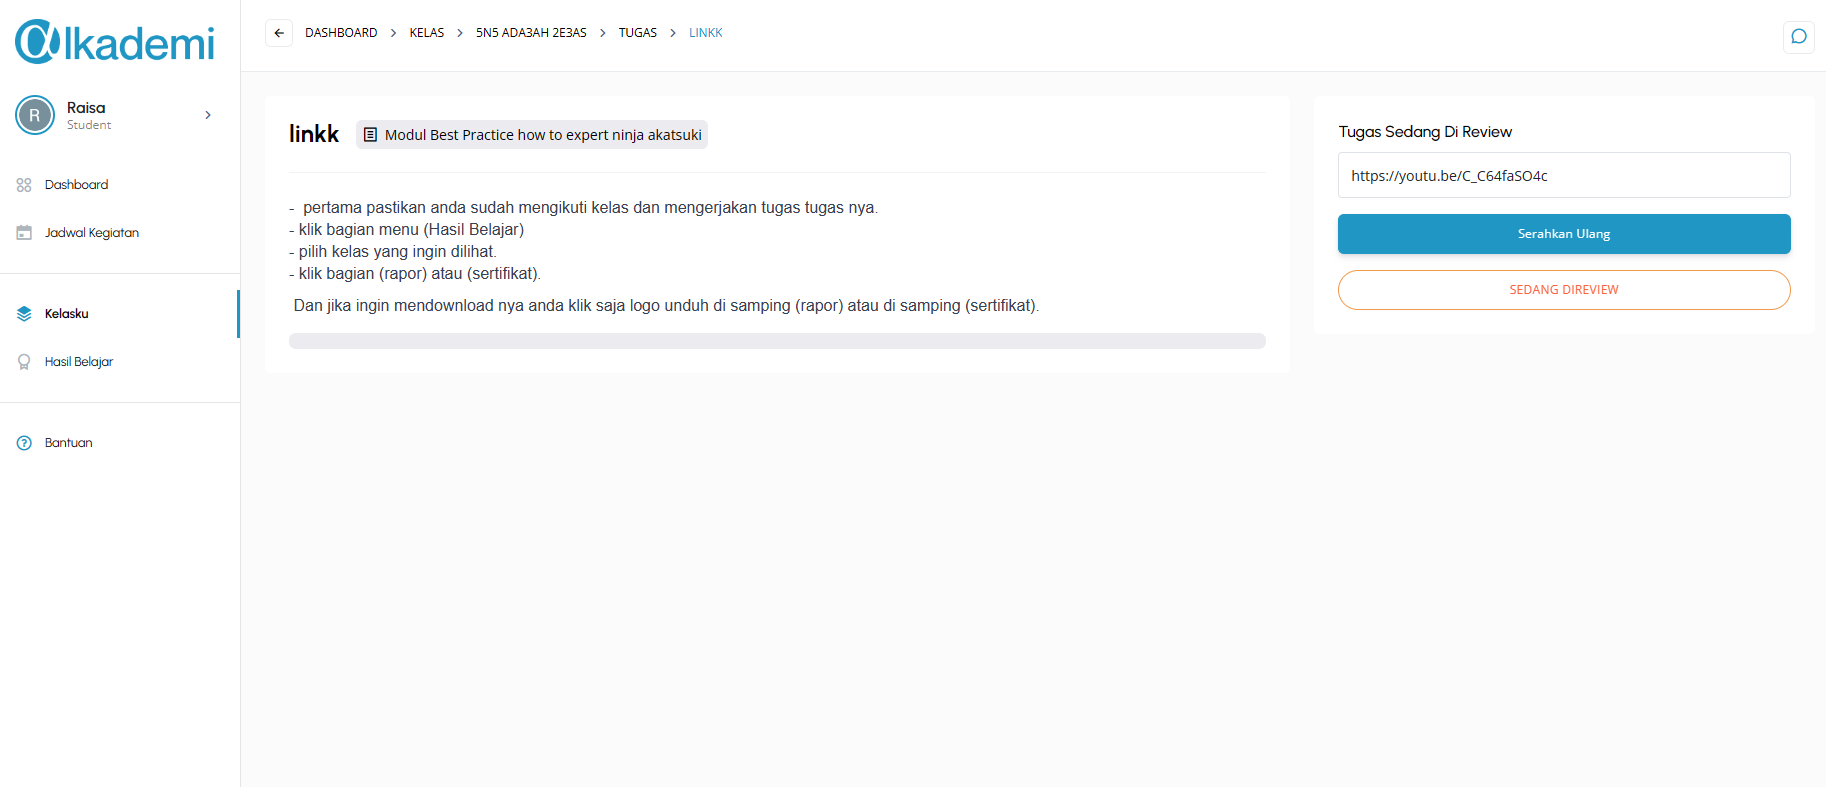 αlkademi
R
Raisa
Student
Dashboard
Jadwal Kegiatan
Kelasku
Hasil Belajar
Bantuan
DASHBOARD > KELAS > 5N5 ADA3AH 2E3AS > TUGAS > LINKK
linkk
Modul Best Practice how to expert ninja akatsuki
- pertama pastikan anda sudah mengikuti kelas dan mengerjakan tugas tugas nya.
- klik bagian menu (Hasil Belajar)
- pilih kelas yang ingin dilihat.
- klik bagian (rapor) atau (sertifikat).
Dan jika ingin mendownload nya anda klik saja logo unduh di samping (rapor) atau di samping (sertifikat).
Tugas Sedang Di Review
https://youtu.be/C_C64faSO4c
Serahkan Ulang
SEDANG DIREVIEW